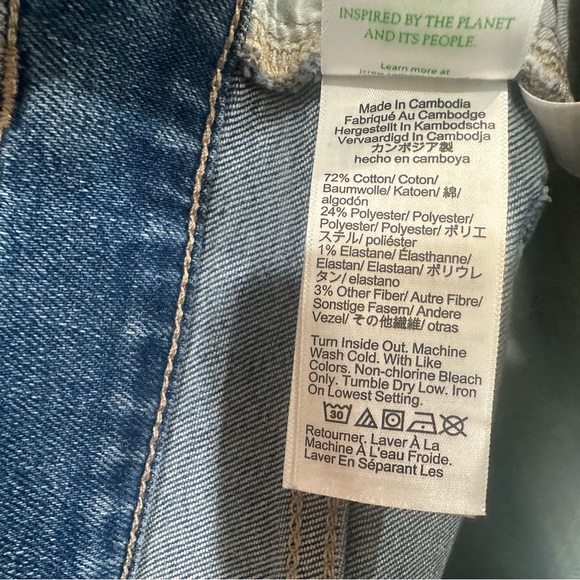 INSPIRED BY THE PLANET
AND ITS PEOPLE.
Learn more at
Made In Cambodia
Fabriqué Au Cambodge
Hergestellt In Kambodscha
Vervaardigd In Cambodja
カンボジア製
hecho en camboya
72% Cotton/ Coton/
Baumwolle/ Katoen/ 綿/
algodón
24% Polyester/ Polyester/
Polyester/ Polyester/ ポリエ
ステル/ poliéster
1% Elastane/ Élasthanne/
Elastan/ Elastaan/ ポリウレ
タン/ elastano
3% Other Fiber/ Autre Fibre/
Sonstige Fasern/ Andere
Vezel/ その他繊維/ otras
Turn Inside Out. Machine
Wash Cold. With Like
Colors. Non-chlorine Bleach
Only. Tumble Dry Low. Iron
On Lowest Setting.
30
Retourner. Laver À La
Machine À L'eau Froide.
Laver En Séparant Les